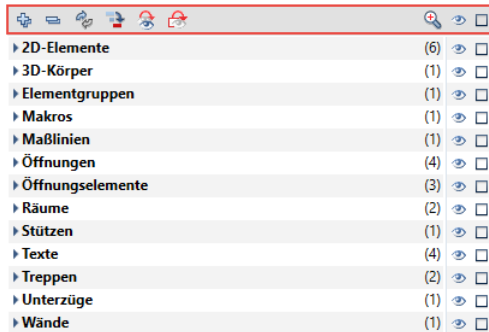 2D-Elemente (6)
3D-Körper (1)
Elementgruppen (1)
Makros (1)
Maßlinien (1)
Öffnungen (4)
Öffnungselemente (3)
Räume (2)
Stützen (1)
Texte (4)
Treppen (2)
Unterzüge (1)
Wände (1)